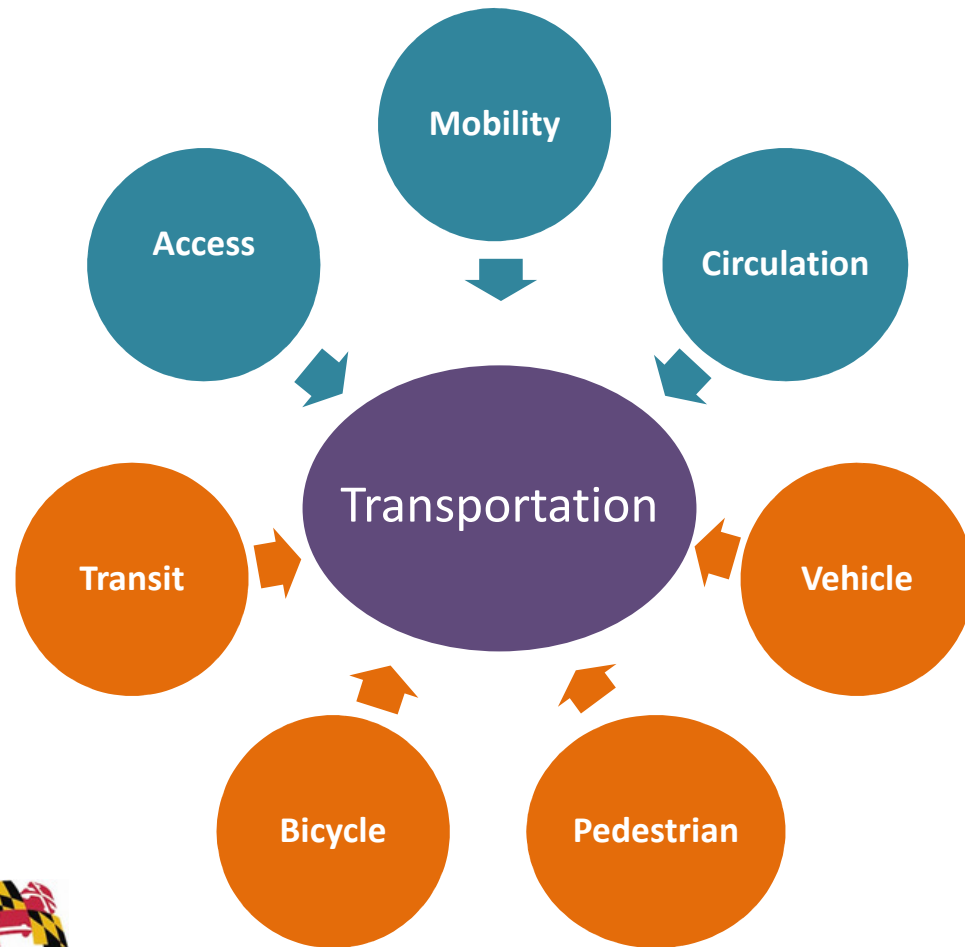 Mobility
Access
Circulation
Transportation
Transit
Vehicle
Bicycle
Pedestrian